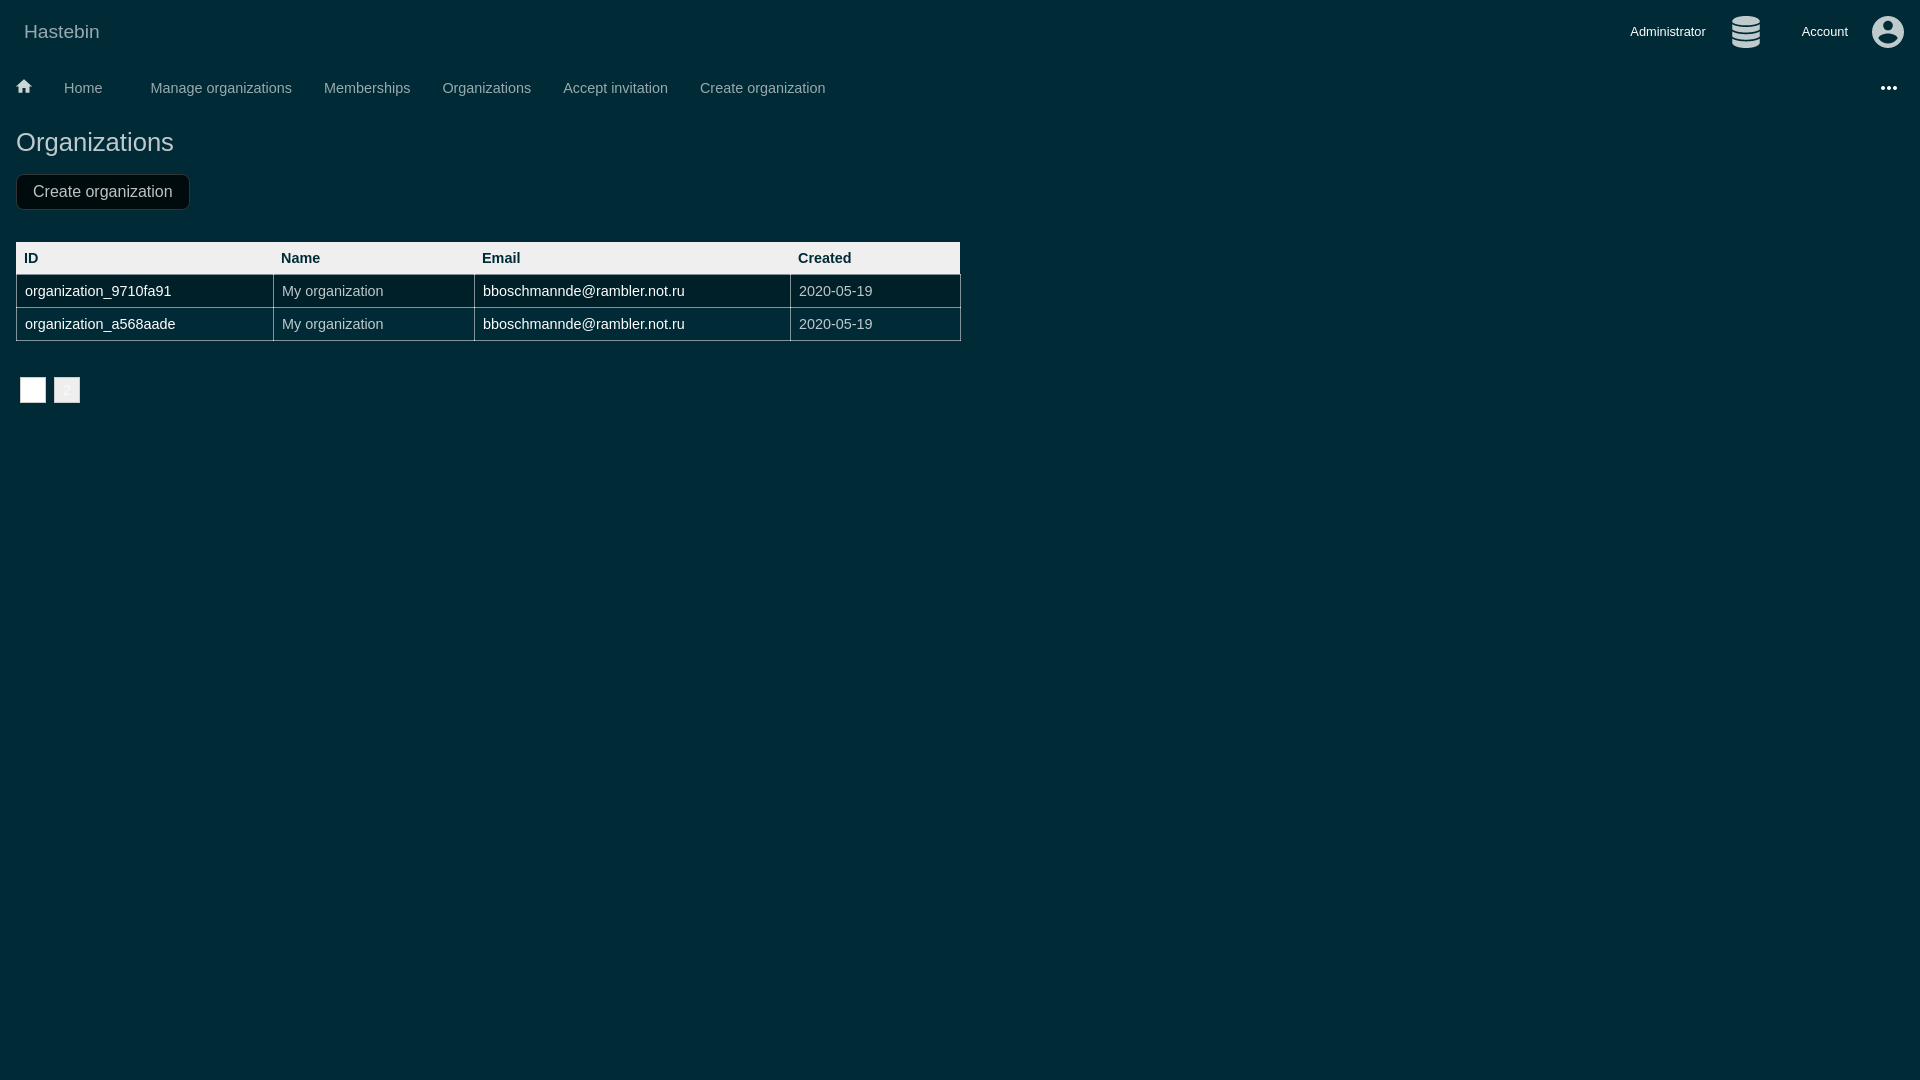 Hastebin
Administrator
Account
Home
Manage organizations
Memberships
Organizations
Accept invitation
Create organization
Organizations
Create organization
ID Name Email Created
organization_9710fa91 My organization bboschmannde@rambler.not.ru 2020-05-19
organization_a568aade My organization bboschmannde@rambler.not.ru 2020-05-19
2